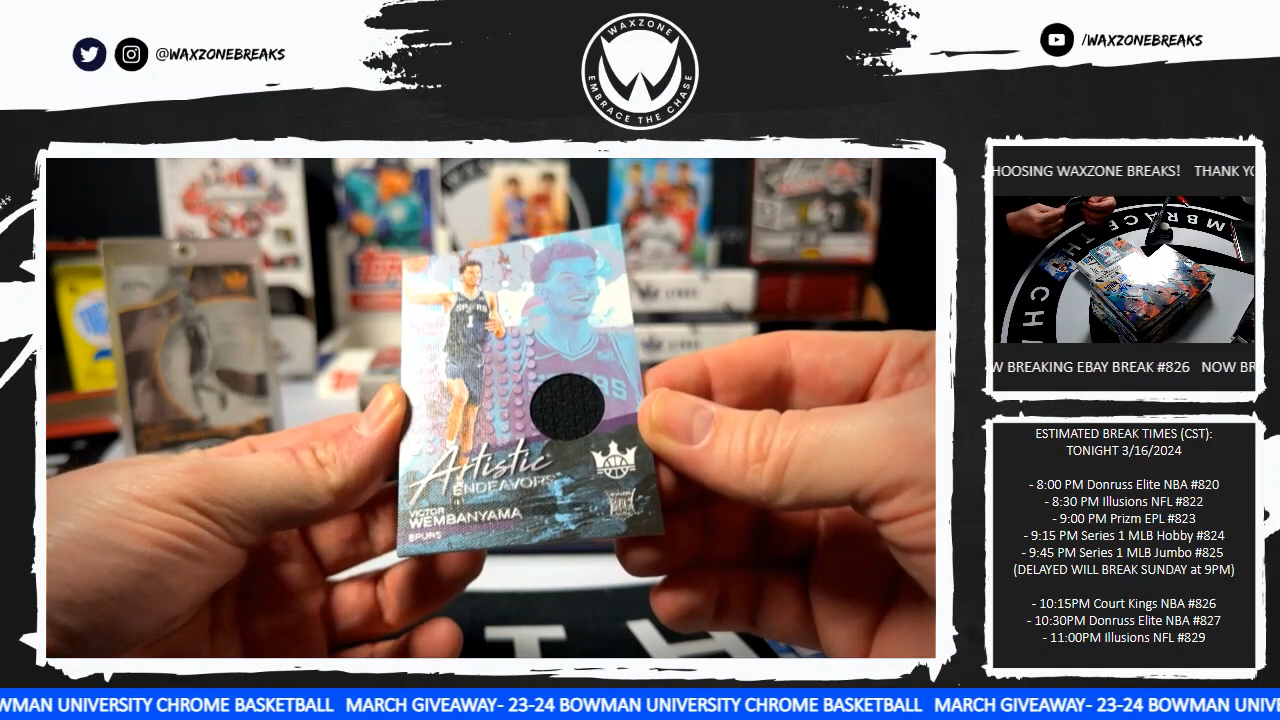 @WAXZONEBREAKS
WAXZONE
EMBRACE THE CHASE
/WAXZONEBREAKS
HOOSING WAXZONE BREAKS! THANK YO
W BREAKING EBAY BREAK #826 NOW BR
SPURS
1
Artistic
ENDEAVORS
VICTOR
WEMBANYAMA
SPURS
ESTIMATED BREAK TIMES (CST):
TONIGHT 3/16/2024
- 8:00 PM Donruss Elite NBA #820
- 8:30 PM Illusions NFL #822
- 9:00 PM Prizm EPL #823
- 9:15 PM Series 1 MLB Hobby #824
- 9:45 PM Series 1 MLB Jumbo #825
(DELAYED WILL BREAK SUNDAY at 9PM)
- 10:15PM Court Kings NBA #826
- 10:30PM Donruss Elite NBA #827
- 11:00PM Illusions NFL #829
WMAN UNIVERSITY CHROME BASKETBALL MARCH GIVEAWAY- 23-24 BOWMAN UNIVERSITY CHROME BASKETBALL MARCH GIVEAWAY- 23-24 BOWMAN UNIVE